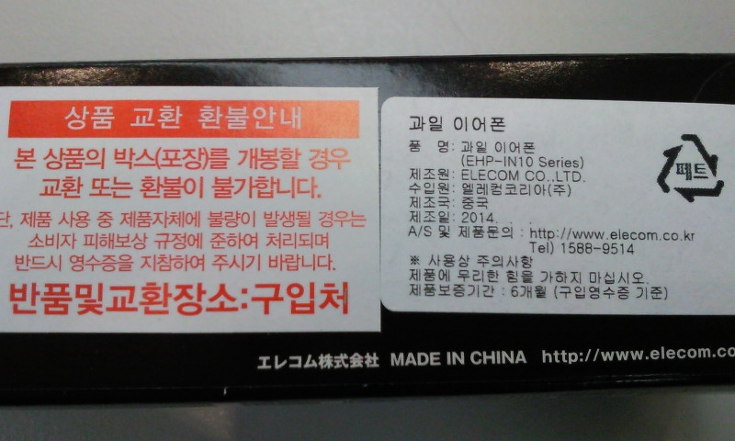 상품 교환 환불안내
본 상품의 박스(포장)를 개봉할 경우
교환 또는 환불이 불가합니다.
단, 제품 사용 중 제품자체에 불량이 발생될 경우는
소비자 피해보상 규정에 준하여 처리되며
반드시 영수증을 지참하여 주시기 바랍니다.
반품및교환장소:구입처
과일 이어폰
품 명 : 과일 이어폰
(EHP-IN10 Series)
제조원: ELECOM CO.,LTD.
수입원: 엘레컴코리아(주)
제조국: 중국
제조일: 2014.
A/S 및 제품문의 : http://www.elecom.co.kr
Tel) 1588-9514
※ 사용상 주의사항
제품에 무리한 힘을 가하지 마십시오.
제품보증기간 : 6개월 (구입영수증 기준)
페트
エレコム株式会社 MADE IN CHINA http://www.elecom.co